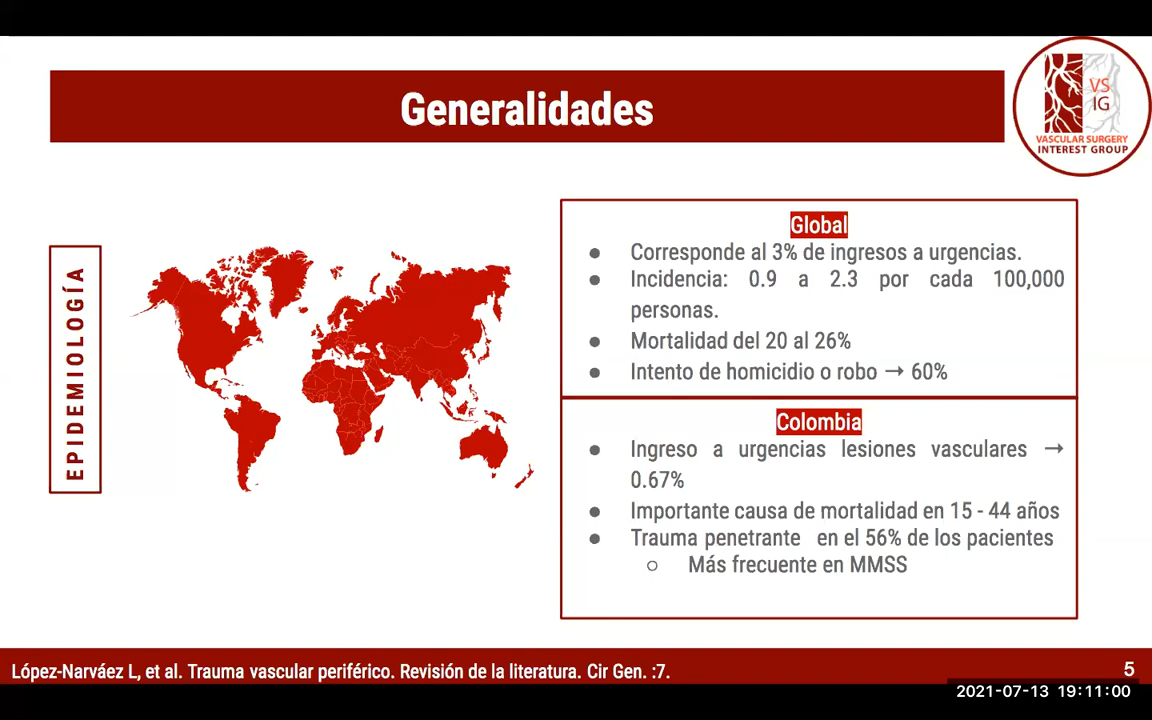 Generalidades
VS
IG
VASCULAR SURGERY
INTEREST GROUP
EPIDEMIOLOGÍA
Global
● Corresponde al 3% de ingresos a urgencias.
● Incidencia: 0.9 a 2.3 por cada 100,000
personas.
● Mortalidad del 20 al 26%
● Intento de homicidio o robo → 60%
Colombia
● Ingreso a urgencias lesiones vasculares →
0.67%
● Importante causa de mortalidad en 15 - 44 años
● Trauma penetrante en el 56% de los pacientes
○ Más frecuente en MMSS
López-Narváez L, et al. Trauma vascular periférico. Revisión de la literatura. Cir Gen. :7.
5
2021-07-13 19:11:00